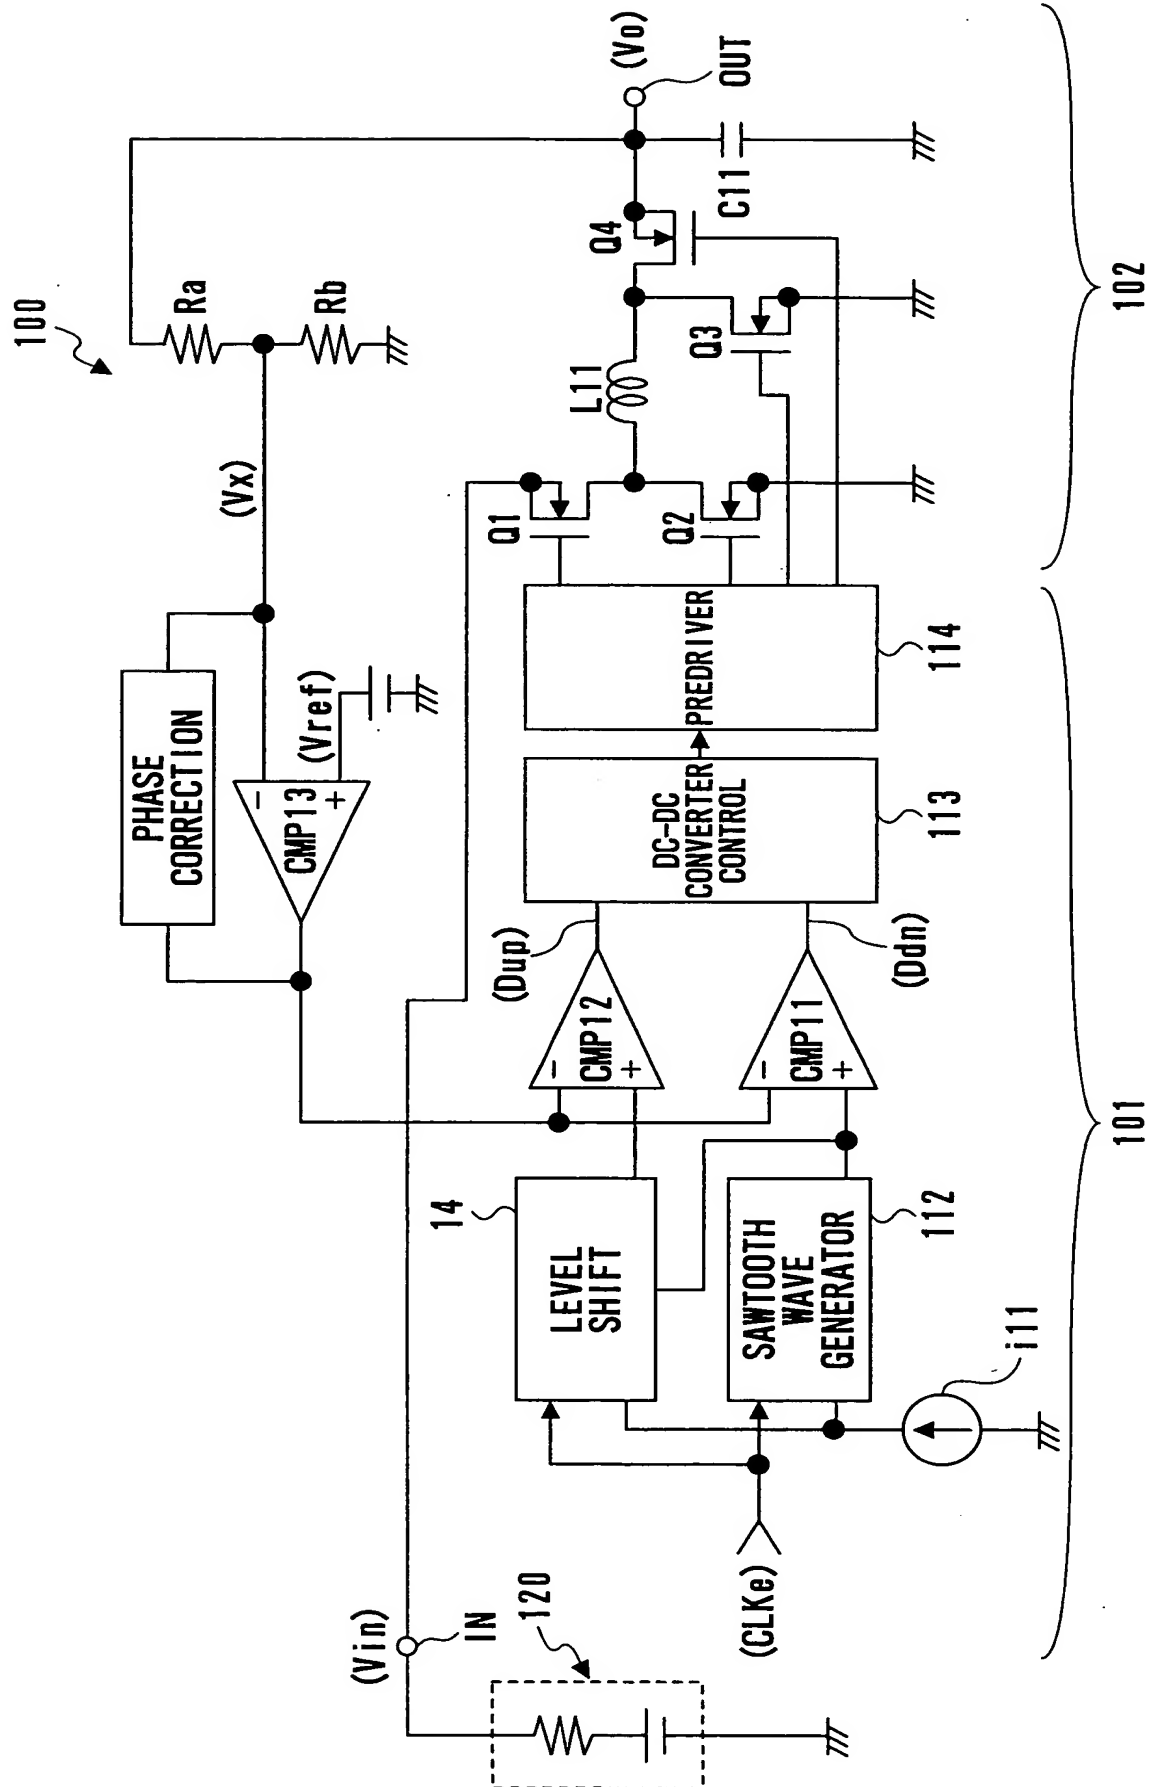 100
(Vin)
IN
120
(CLKe)
PHASE
CORRECTION
(Vx)
Ra
Rb
−
CMP13
+
(Vref)
14
LEVEL
SHIFT
SAWTOOTH
WAVE
GENERATOR
112
i11
−
CMP12
+
(Dup)
−
CMP11
+
(Ddn)
DC-DC
CONVERTER
CONTROL
113
PREDRIVER
114
Q1
Q2
L11
Q3
Q4
C11
(Vo)
OUT
101
102